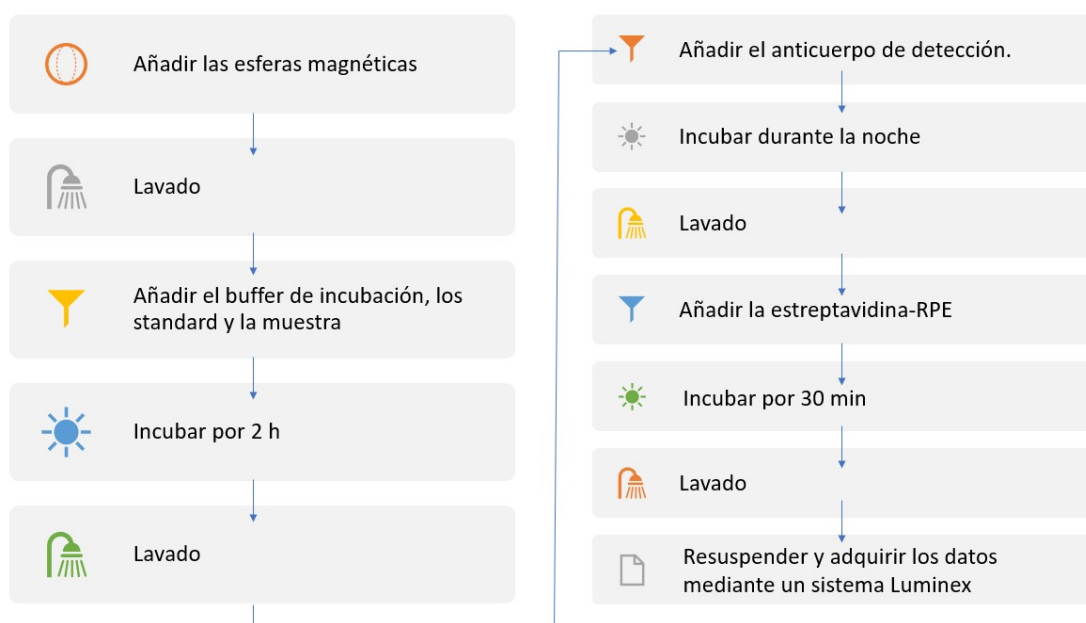 Añadir las esferas magnéticas
Lavado
Añadir el buffer de incubación, los
standard y la muestra
Incubar por 2 h
Lavado
Añadir el anticuerpo de detección.
Incubar durante la noche
Lavado
Añadir la estreptavidina-RPE
Incubar por 30 min
Lavado
Resuspender y adquirir los datos
mediante un sistema Luminex